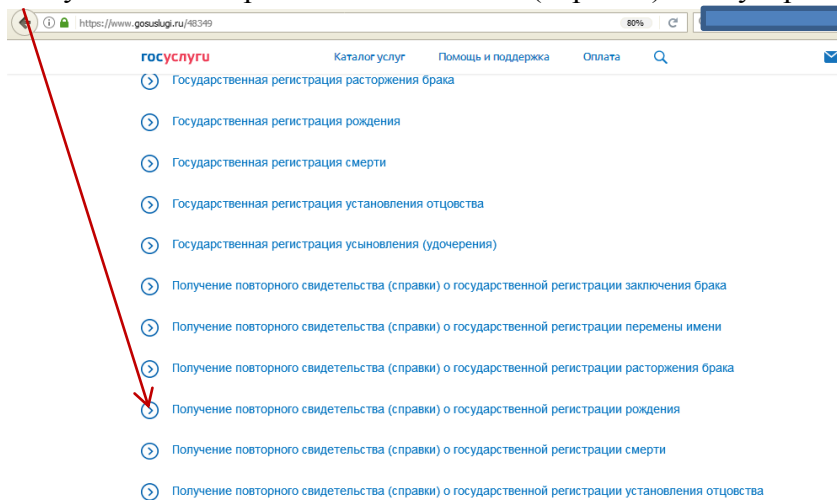 https://www.gosuslugi.ru/48349 80%
госуслуги Каталог услуг Помощь и поддержка Оплата
Государственная регистрация расторжения брака
Государственная регистрация рождения
Государственная регистрация смерти
Государственная регистрация установления отцовства
Государственная регистрация усыновления (удочерения)
Получение повторного свидетельства (справки) о государственной регистрации заключения брака
Получение повторного свидетельства (справки) о государственной регистрации перемены имени
Получение повторного свидетельства (справки) о государственной регистрации расторжения брака
Получение повторного свидетельства (справки) о государственной регистрации рождения
Получение повторного свидетельства (справки) о государственной регистрации смерти
Получение повторного свидетельства (справки) о государственной регистрации установления отцовства